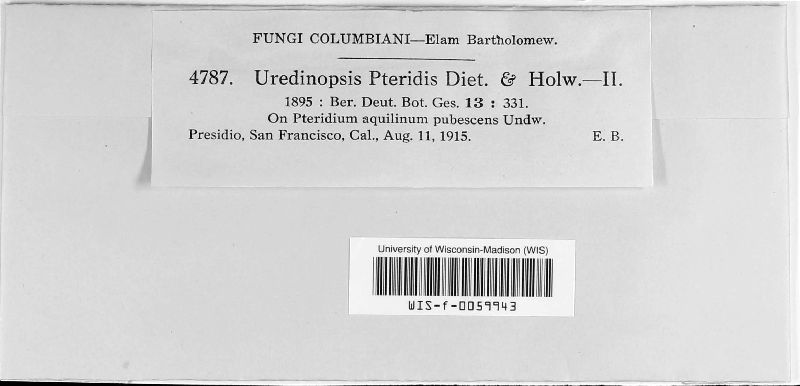 FUNGI COLUMBIANI—Elam Bartholomew.
4787. Uredinopsis Pteridis Diet. & Holw.—II.
1895 : Ber. Deut. Bot. Ges. 13 : 331.
On Pteridium aquilinum pubescens Undw.
Presidio, San Francisco, Cal., Aug. 11, 1915. E. B.
University of Wisconsin-Madison (WIS)
WIS-f-0059943